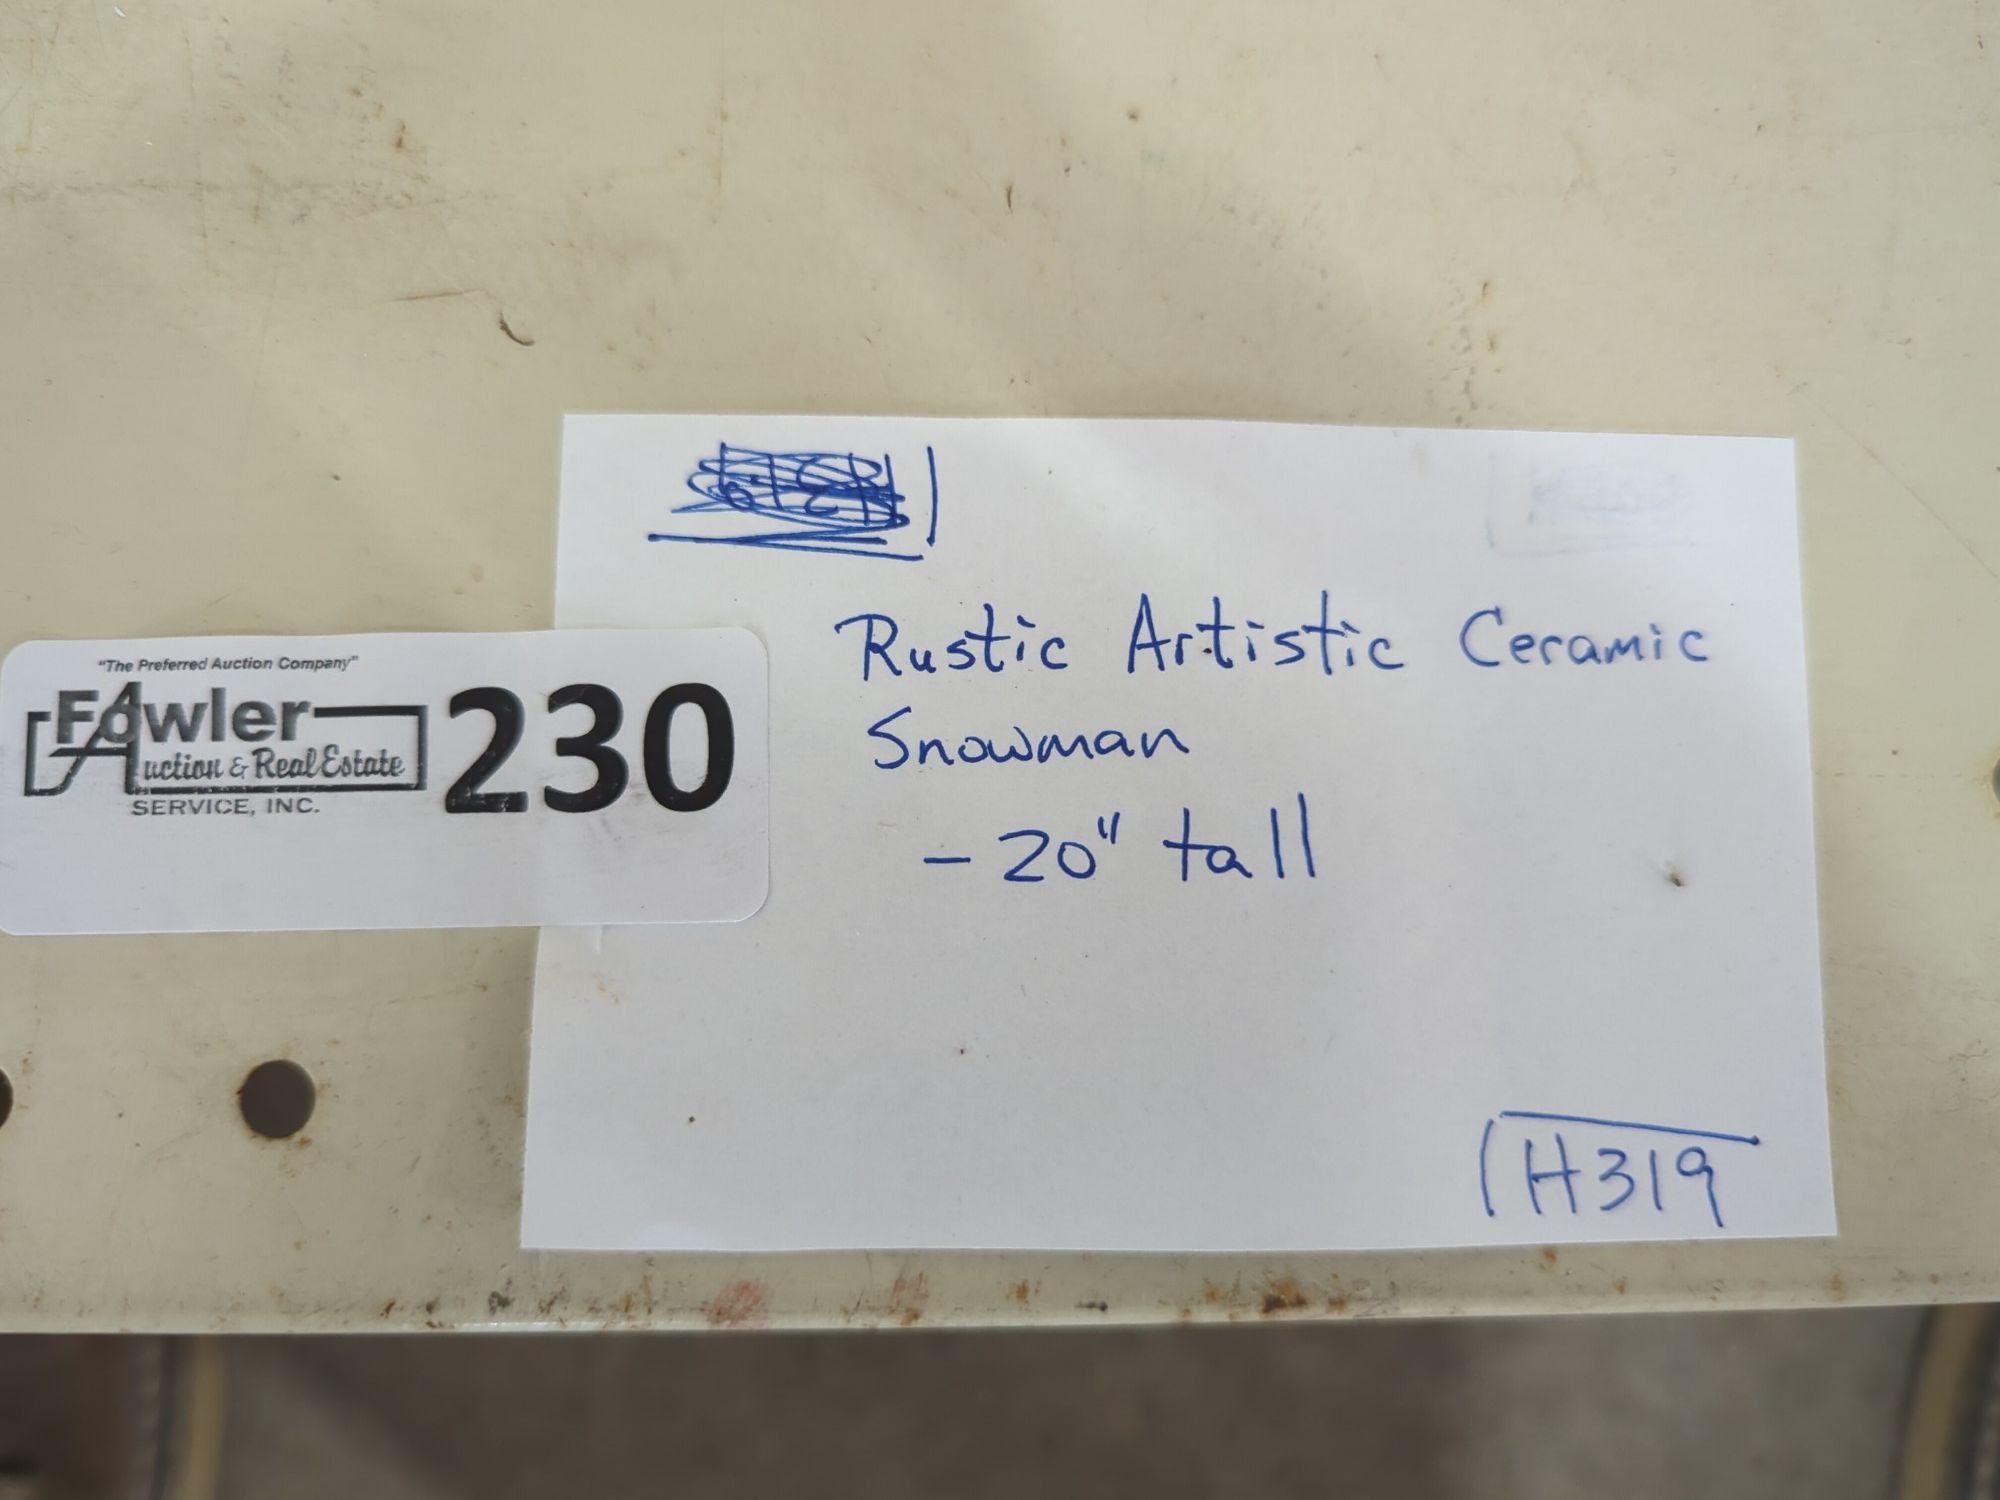 "The Preferred Auction Company"
Fowler
Auction & Real Estate
SERVICE, INC.
230
Rustic Artistic Ceramic
Snowman
- 20" tall
H319